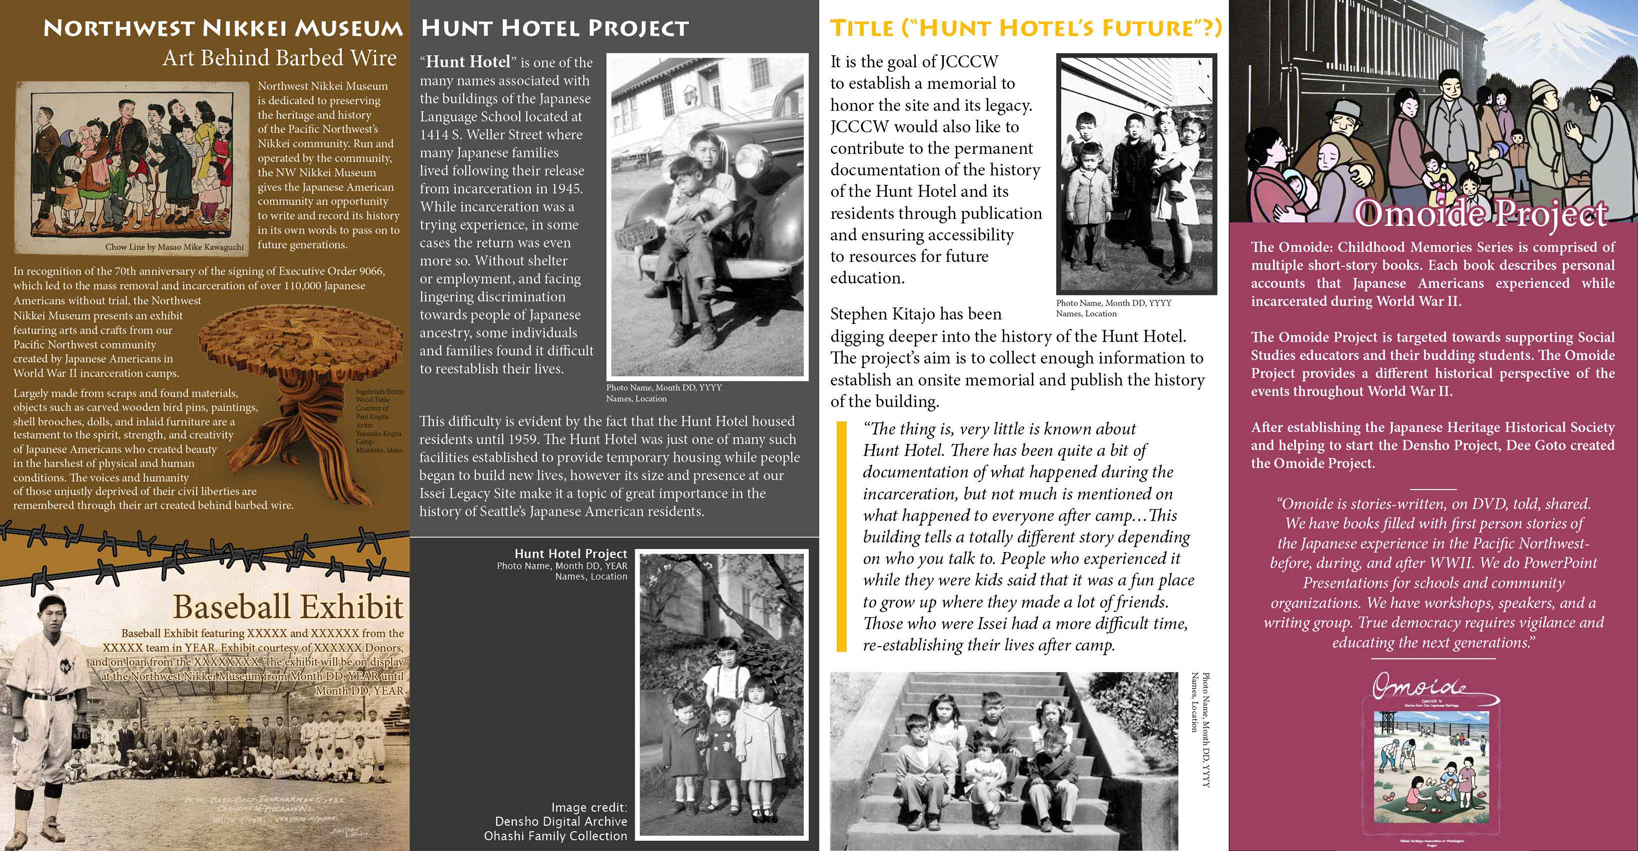 Northwest Nikkei Museum
Art Behind Barbed Wire
Northwest Nikkei Museum
is dedicated to preserving
the heritage and history
of the Pacific Northwest's
Nikkei community. Run and
operated by the community,
the NW Nikkei Museum
gives the Japanese American
community an opportunity
to write and record its history
in its own words to pass on to
future generations.
Chow Line by Masao Mike Kawaguchi
In recognition of the 70th anniversary of the signing of Executive Order 9066,
which led to the mass removal and incarceration of over 110,000 Japanese
Americans without trial, the Northwest
Nikkei Museum presents an exhibit
featuring arts and crafts from our
Pacific Northwest community
created by Japanese Americans in
World War II incarceration camps.
Largely made from scraps and found materials,
objects such as carved wooden bird pins, paintings,
shell brooches, dolls, and inlaid furniture are a
testament to the spirit, strength, and creativity
of Japanese Americans who created beauty
in the harshest of physical and human
conditions. The voices and humanity
of those unjustly deprived of their civil liberties are
remembered through their art created behind barbed wire.
Sagebrush/Brittle
Wood Table
Courtesy of
Paul Kogita
Artist:
Yasusuke Kogita
Camp:
Minidoka, Idaho
Baseball Exhibit
Baseball Exhibit featuring XXXXX and XXXXXX from the
XXXXX team in YEAR. Exhibit courtesy of XXXXXX Donors,
and on loan from the XXXXXXXXX. The exhibit will be on display
at the Northwest Nikkei Museum from Month DD, YEAR until
Month DD, YEAR
Hunt Hotel Project
“Hunt Hotel” is one of the
many names associated with
the buildings of the Japanese
Language School located at
1414 S. Weller Street where
many Japanese families
lived following their release
from incarceration in 1945.
While incarceration was a
trying experience, in some
cases the return was even
more so. Without shelter
or employment, and facing
lingering discrimination
towards people of Japanese
ancestry, some individuals
and families found it difficult
to reestablish their lives.
Photo Name, Month DD, YYYY
Names, Location
This difficulty is evident by the fact that the Hunt Hotel housed
residents until 1959. The Hunt Hotel was just one of many such
facilities established to provide temporary housing while people
began to build new lives, however its size and presence at our
Issei Legacy Site make it a topic of great importance in the
history of Seattle's Japanese American residents.
Hunt Hotel Project
Photo Name, Month DD, YEAR
Names, Location
Image credit:
Densho Digital Archive
Ohashi Family Collection
Title (“Hunt Hotel's Future”?)
It is the goal of JCCCW
to establish a memorial to
honor the site and its legacy.
JCCCW would also like to
contribute to the permanent
documentation of the history
of the Hunt Hotel and its
residents through publication
and ensuring accessibility
to resources for future
education.
Photo Name, Month DD, YYYY
Names, Location
Stephen Kitajo has been
digging deeper into the history of the Hunt Hotel.
The project's aim is to collect enough information to
establish an onsite memorial and publish the history
of the building.
“The thing is, very little is known about
Hunt Hotel. There has been quite a bit of
documentation of what happened during the
incarceration, but not much is mentioned on
what happened to everyone after camp…This
building tells a totally different story depending
on who you talk to. People who experienced it
while they were kids said that it was a fun place
to grow up where they made a lot of friends.
Those who were Issei had a more difficult time,
re-establishing their lives after camp.
Photo Name, Month DD, YYYY
Names, Location
Omoide Project
The Omoide: Childhood Memories Series is comprised of
multiple short-story books. Each book describes personal
accounts that Japanese Americans experienced while
incarcerated during World War II.
The Omoide Project is targeted towards supporting Social
Studies educators and their budding students. The Omoide
Project provides a different historical perspective of the
events throughout World War II.
After establishing the Japanese Heritage Historical Society
and helping to start the Densho Project, Dee Goto created
the Omoide Project.
“Omoide is stories-written, on DVD, told, shared.
We have books filled with first person stories of
the Japanese experience in the Pacific Northwest-
before, during, and after WWII. We do PowerPoint
Presentations for schools and community
organizations. We have workshops, speakers, and a
writing group. True democracy requires vigilance and
educating the next generations.”
Omoide